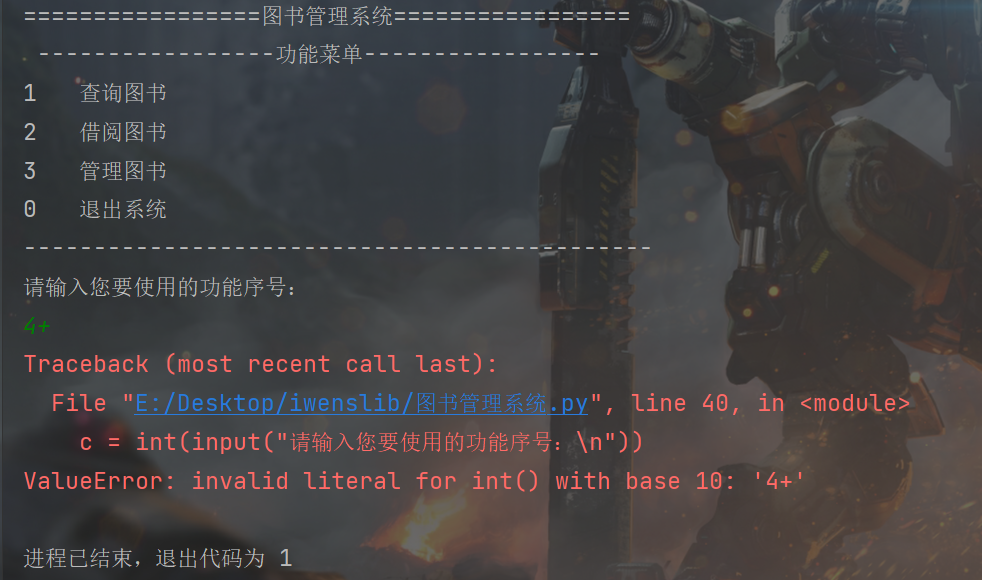 =================图书管理系统=================
-----------------功能菜单-----------------
1 查询图书
2 借阅图书
3 管理图书
0 退出系统
---------------------------------------------
请输入您要使用的功能序号：
4+
Traceback (most recent call last):
File "E:/Desktop/iwenslib/图书管理系统.py", line 40, in <module>
c = int(input("请输入您要使用的功能序号：\n"))
ValueError: invalid literal for int() with base 10: '4+'
进程已结束，退出代码为 1